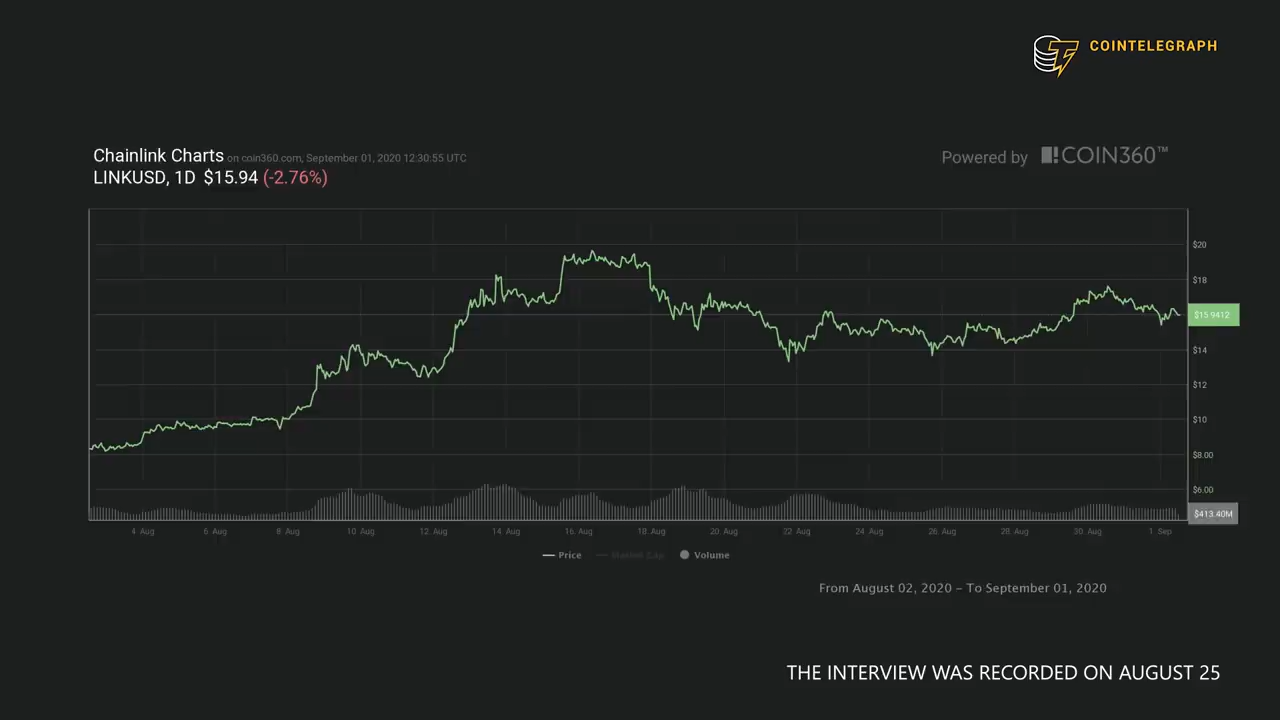 COINTELEGRAPH
Chainlink Charts on coin360.com, September 01, 2020 12:30:55 UTC
LINKUSD, 1D $15.94 (-2.76%)
Powered by COIN360™
$20
$18
$15.9412
$14
$12
$10
$8.00
$6.00
$413.40M
4. Aug 6. Aug 8. Aug 10. Aug 12. Aug 14. Aug 16. Aug 18. Aug 20. Aug 22. Aug 24. Aug 26. Aug 28. Aug 30. Aug 1. Sep
Price Market Cap Volume
From August 02, 2020 – To September 01, 2020
THE INTERVIEW WAS RECORDED ON AUGUST 25